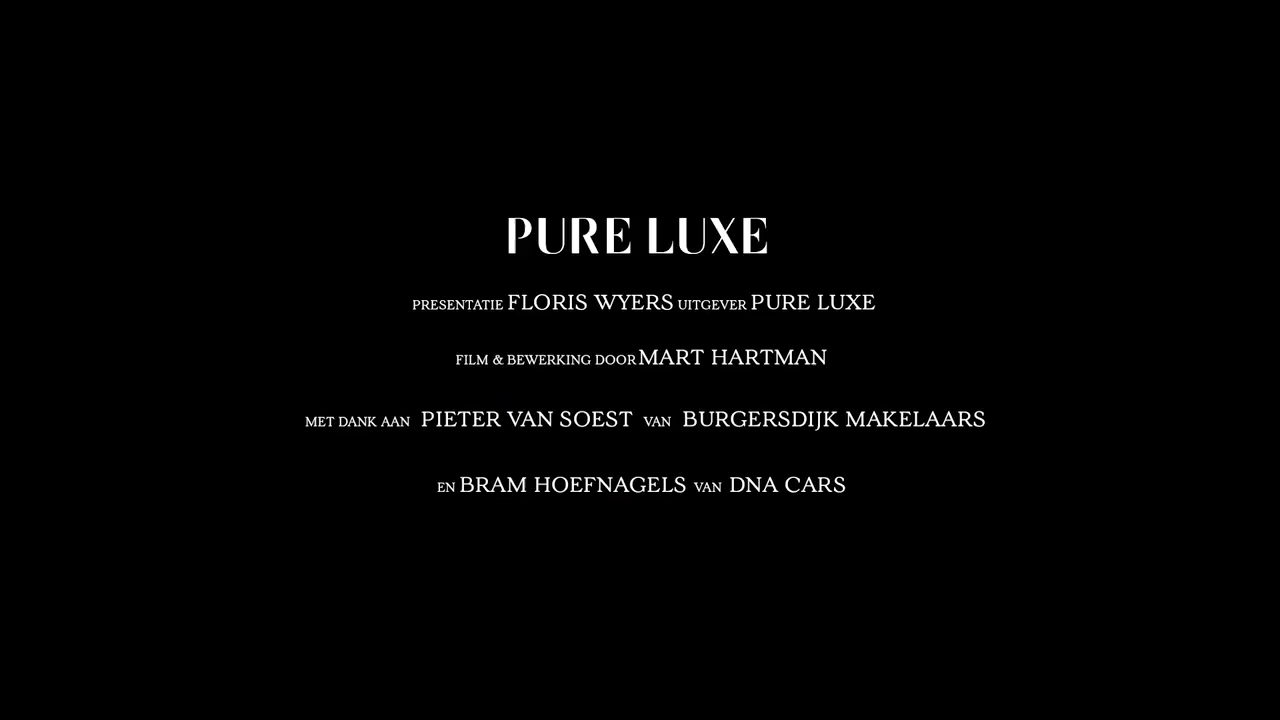 PURE LUXE
PRESENTATIE FLORIS WYERS UITGEVER PURE LUXE
FILM & BEWERKING DOOR MART HARTMAN
MET DANK AAN PIETER VAN SOEST VAN BURGERSDIJK MAKELAARS
EN BRAM HOEFNAGELS VAN DNA CARS